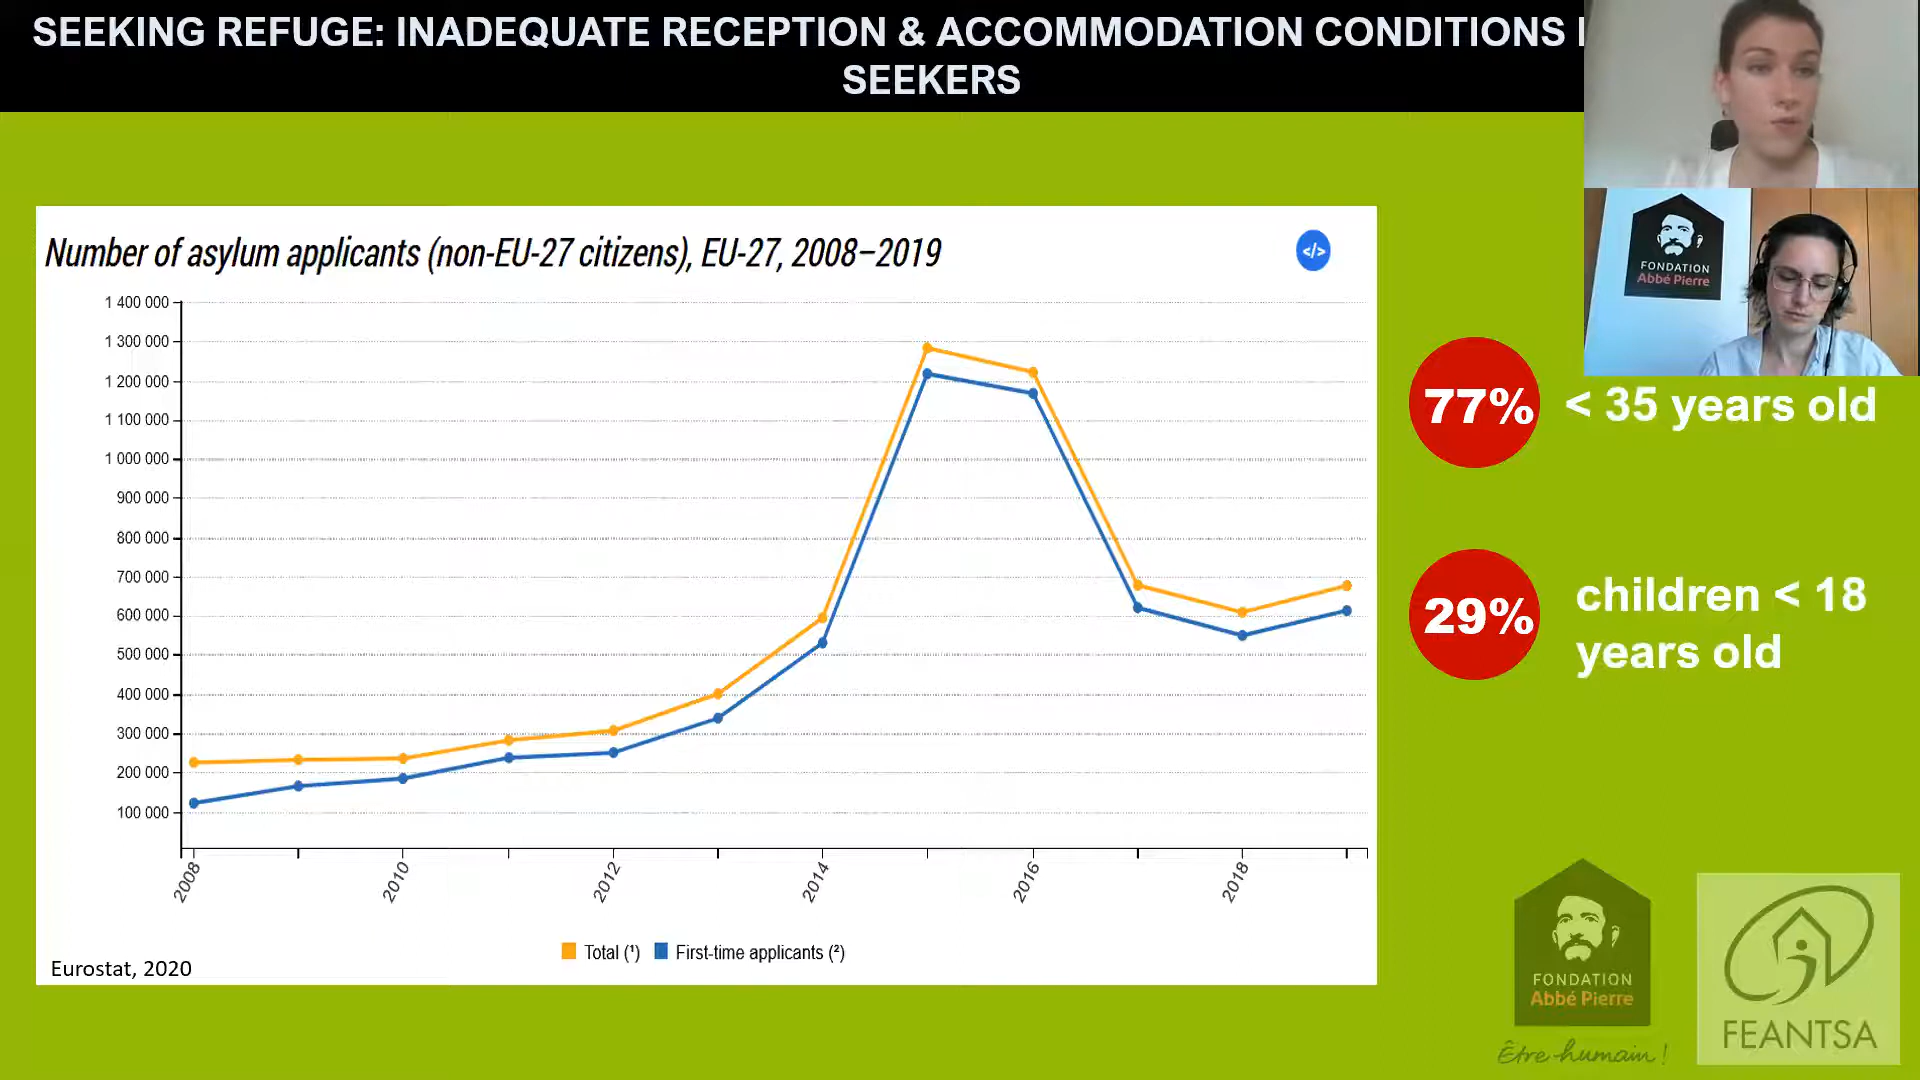 SEEKING REFUGE: INADEQUATE RECEPTION & ACCOMMODATION CONDITIONS
SEEKERS
FONDATION
Abbé Pierre
Number of asylum applicants (non-EU-27 citizens), EU-27, 2008–2019
</>
1 400 000
1 300 000
1 200 000
1 100 000
1 000 000
900 000
800 000
700 000
600 000
500 000
400 000
300 000
200 000
100 000
2008
2010
2012
2014
2016
2018
Total (¹)
First-time applicants (²)
Eurostat, 2020
77%
< 35 years old
29%
children < 18
years old
FONDATION
Abbé Pierre
Être humain !
FEANTSA